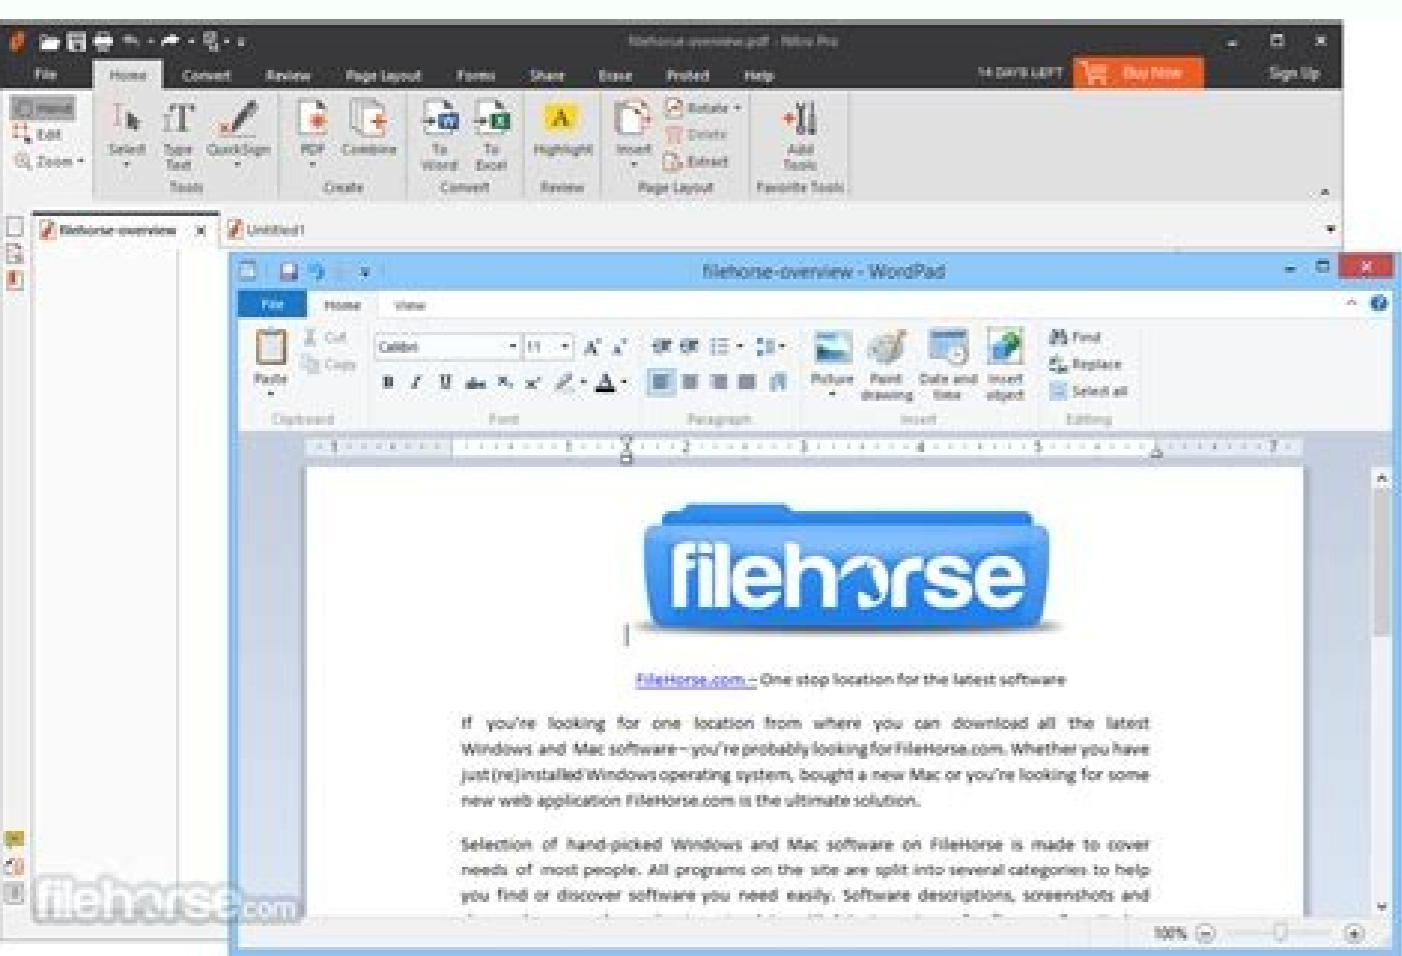 filehorse-overview.pdf - Nitro Pro
File Home Convert Review Page Layout Forms Share Erase Protect Help 14 DAYS LEFT Buy Now Sign Up
Hand
Edit
Zoom
Select
Type Text
QuickSign
Tools
PDF
Combine
Create
To Word
To Excel
Convert
Highlight
Review
Insert
Rotate
Delete
Extract
Page Layout
Add Tools
Favorite Tools
filehorse-overview
Untitled1
filehorse-overview - WordPad
File Home View
Paste
Cut
Copy
Clipboard
Calibri 11
Font
Paragraph
Picture
Paint drawing
Date and time
Insert object
Insert
Find
Replace
Select all
Editing
1 1 2 3 4 5 7
filehorse
FileHorse.com – One stop location for the latest software
If you're looking for one location from where you can download all the latest
Windows and Mac software – you're probably looking for FileHorse.com. Whether you have
just (re)installed Windows operating system, bought a new Mac or you're looking for some
new web application FileHorse.com is the ultimate solution.
Selection of hand-picked Windows and Mac software on FileHorse is made to cover
needs of most people. All programs on the site are split into several categories to help
you find or discover software you need easily. Software descriptions, screenshots and
100%
filehorse.com